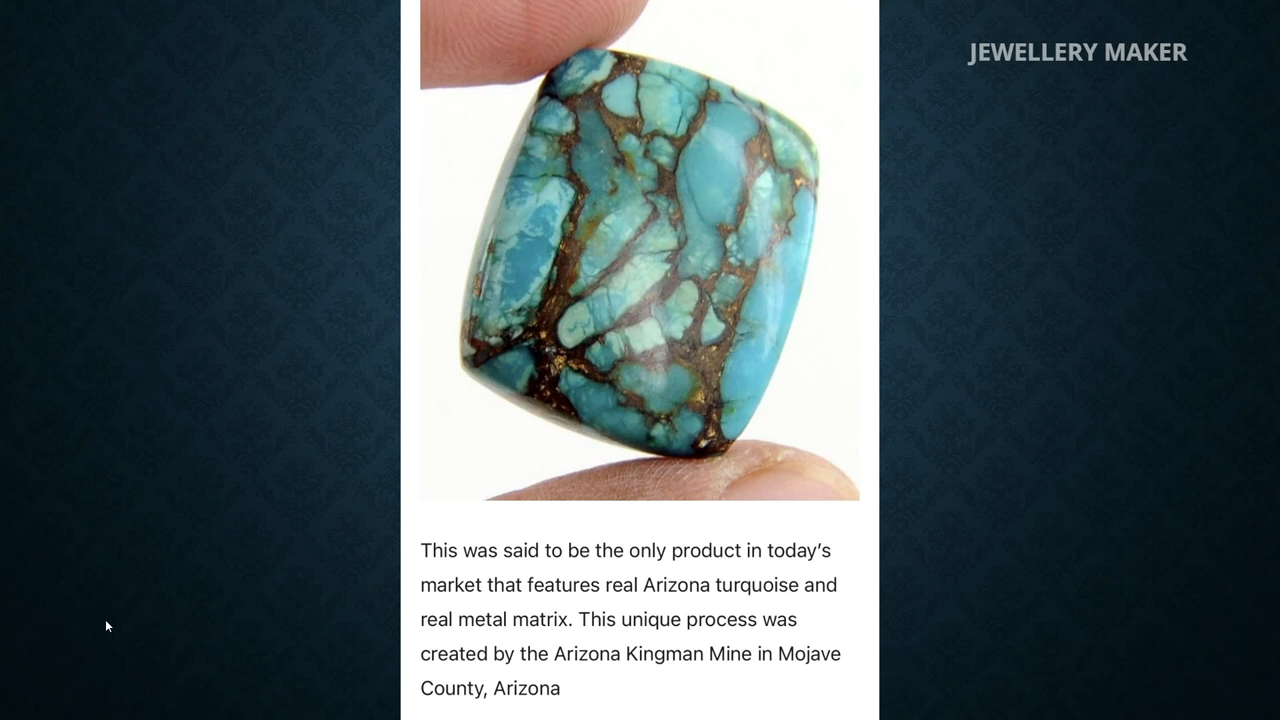 JEWELLERY MAKER
This was said to be the only product in today’s
market that features real Arizona turquoise and
real metal matrix. This unique process was
created by the Arizona Kingman Mine in Mojave
County, Arizona